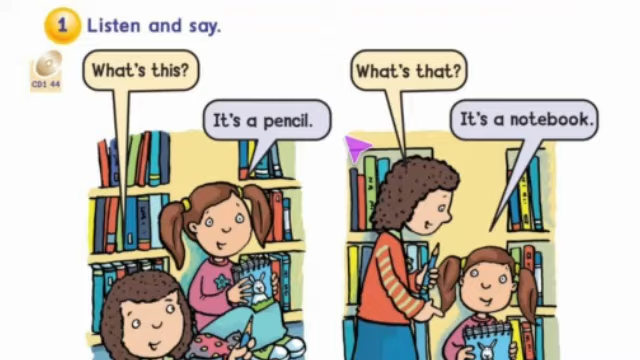 1 Listen and say.
CD1 44
What's this?
It's a pencil.
What's that?
It's a notebook.